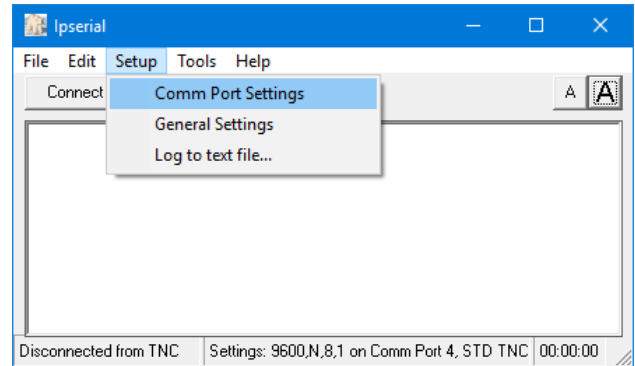 Ipserial
File Edit Setup Tools Help
Connect A A
Comm Port Settings
General Settings
Log to text file...
Disconnected from TNC Settings: 9600,N,8,1 on Comm Port 4, STD TNC 00:00:00